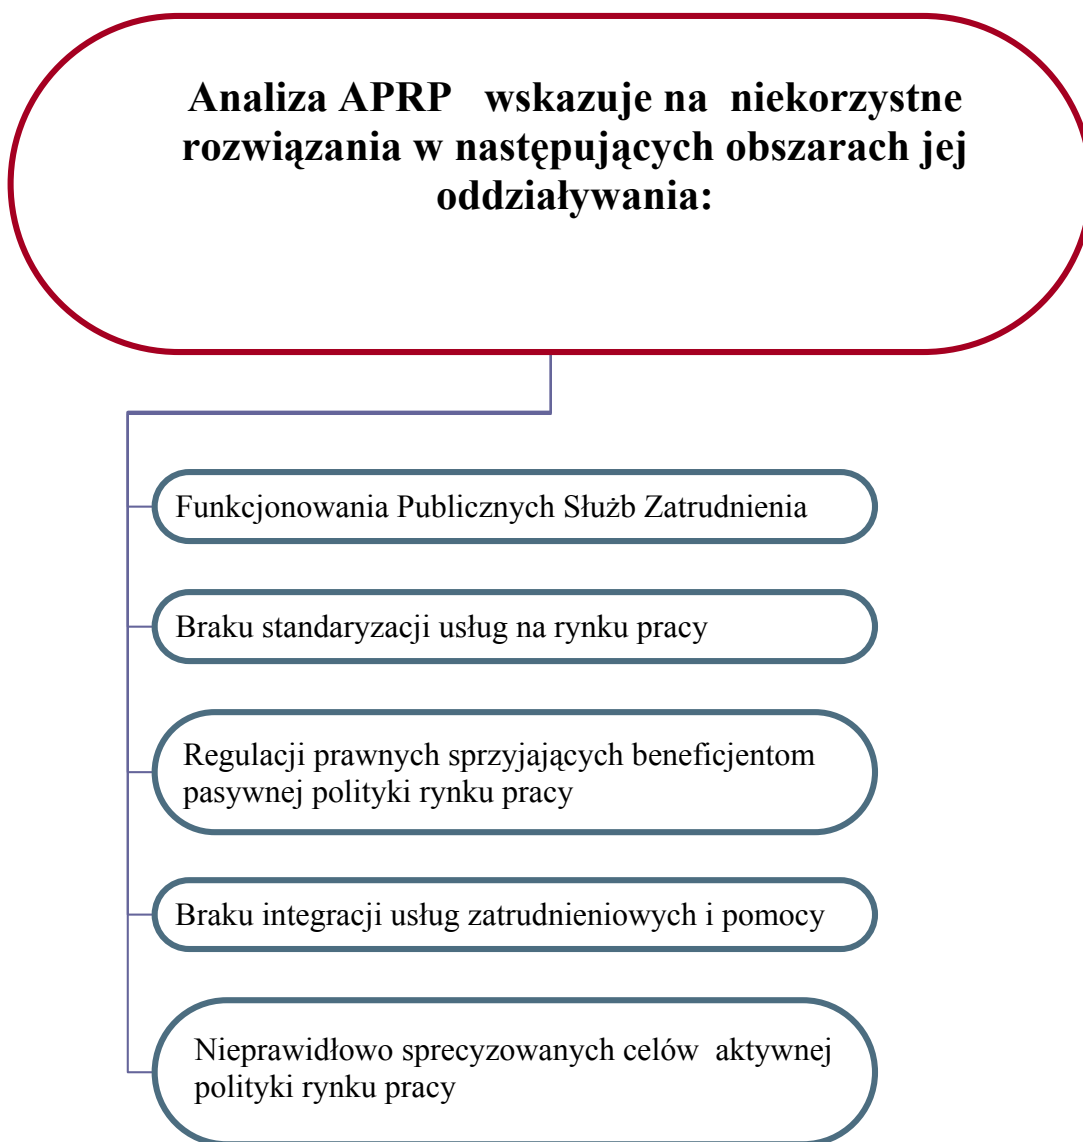 Analiza APRP wskazuje na niekorzystne
rozwiązania w następujących obszarach jej
oddziaływania:
Funkcjonowania Publicznych Służb Zatrudnienia
Braku standaryzacji usług na rynku pracy
Regulacji prawnych sprzyjających beneficjentom
pasywnej polityki rynku pracy
Braku integracji usług zatrudnieniowych i pomocy
Nieprawidłowo sprecyzowanych celów aktywnej
polityki rynku pracy